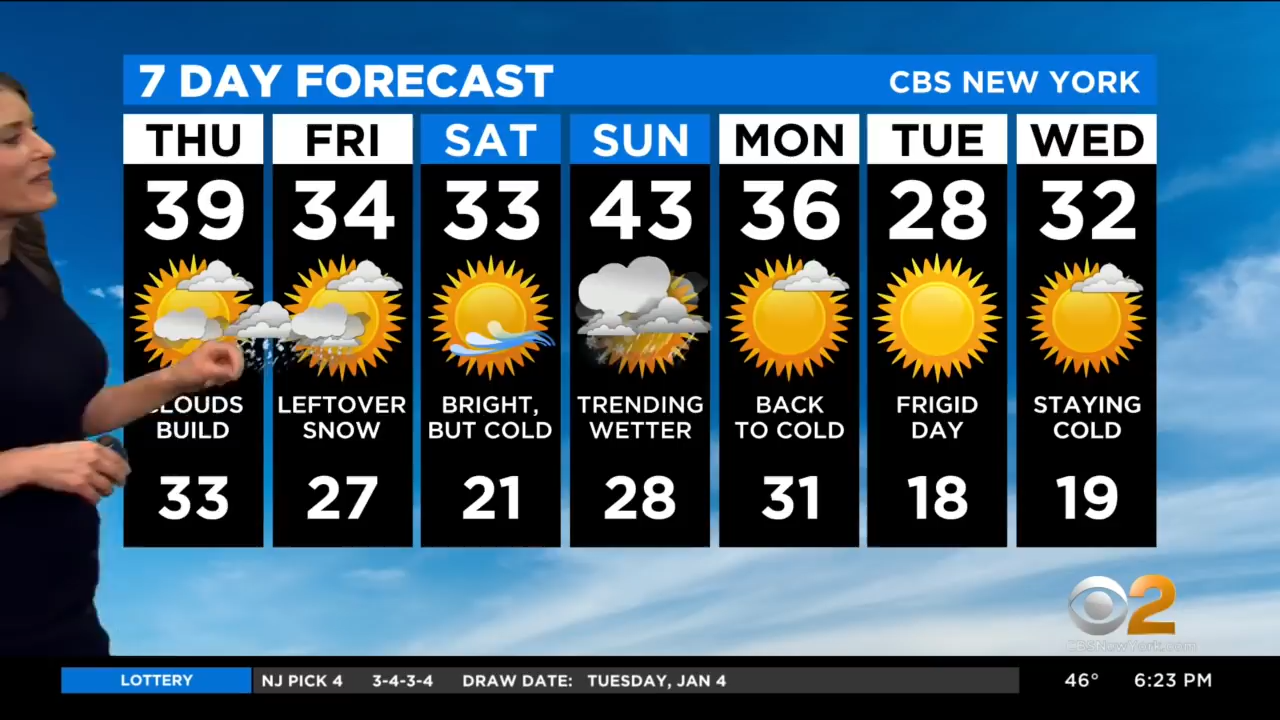 7 DAY FORECAST
CBS NEW YORK
THU FRI SAT SUN MON TUE WED
39 34 33 43 36 28 32
CLOUDS BUILD
LEFTOVER SNOW
BRIGHT, BUT COLD
TRENDING WETTER
BACK TO COLD
FRIGID DAY
STAYING COLD
33 27 21 28 31 18 19
2
CBSNewYork.com
LOTTERY NJ PICK 4 3-4-3-4 DRAW DATE: TUESDAY, JAN 4 46° 6:23 PM